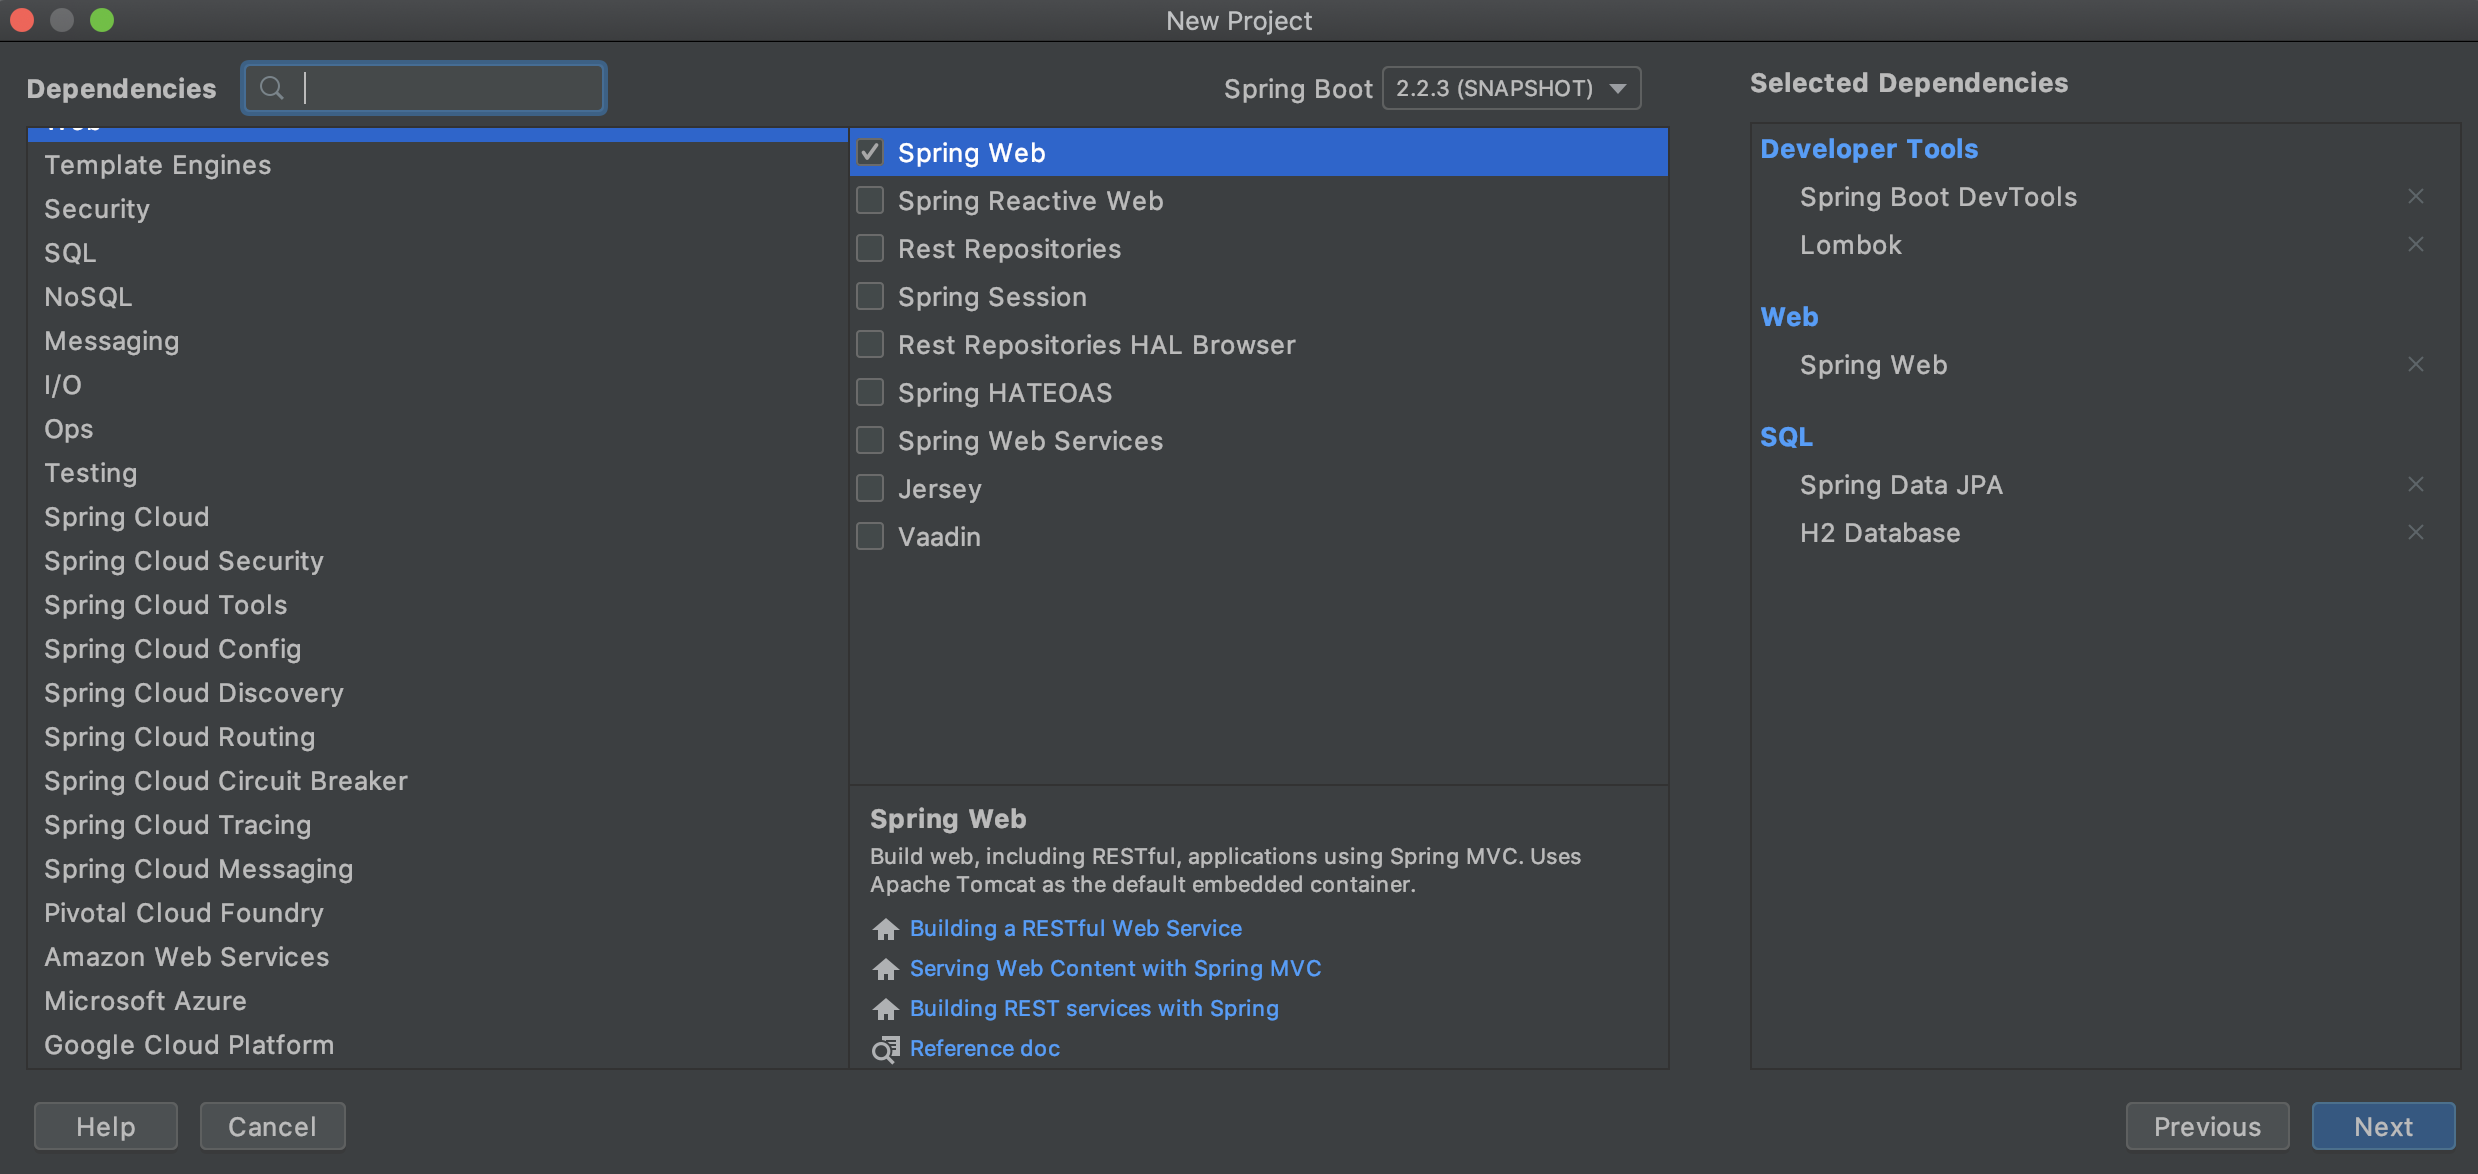 New Project
Dependencies
Spring Boot 2.2.3 (SNAPSHOT)
Selected Dependencies
Web
Template Engines
Security
SQL
NoSQL
Messaging
I/O
Ops
Testing
Spring Cloud
Spring Cloud Security
Spring Cloud Tools
Spring Cloud Config
Spring Cloud Discovery
Spring Cloud Routing
Spring Cloud Circuit Breaker
Spring Cloud Tracing
Spring Cloud Messaging
Pivotal Cloud Foundry
Amazon Web Services
Microsoft Azure
Google Cloud Platform
Spring Web
Spring Reactive Web
Rest Repositories
Spring Session
Rest Repositories HAL Browser
Spring HATEOAS
Spring Web Services
Jersey
Vaadin
Spring Web
Build web, including RESTful, applications using Spring MVC. Uses
Apache Tomcat as the default embedded container.
Building a RESTful Web Service
Serving Web Content with Spring MVC
Building REST services with Spring
Reference doc
Developer Tools
Spring Boot DevTools
Lombok
Web
Spring Web
SQL
Spring Data JPA
H2 Database
Help
Cancel
Previous
Next